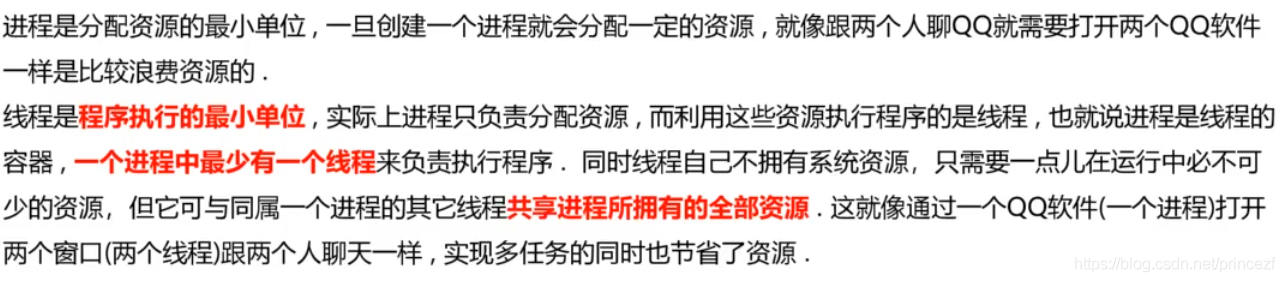 进程是分配资源的最小单位 , 一旦创建一个进程就会分配一定的资源 , 就像跟两个人聊QQ就需要打开两个QQ软件
一样是比较浪费资源的 .
线程是程序执行的最小单位 , 实际上进程只负责分配资源 , 而利用这些资源执行程序的是线程 , 也就说进程是线程的
容器 , 一个进程中最少有一个线程来负责执行程序 . 同时线程自己不拥有系统资源，只需要一点儿在运行中必不可
少的资源，但它可与同属一个进程的其它线程共享进程所拥有的全部资源 . 这就像通过一个QQ软件(一个进程)打开
两个窗口(两个线程)跟两个人聊天一样 , 实现多任务的同时也节省了资源 .
https://blog.csdn.net/princezf